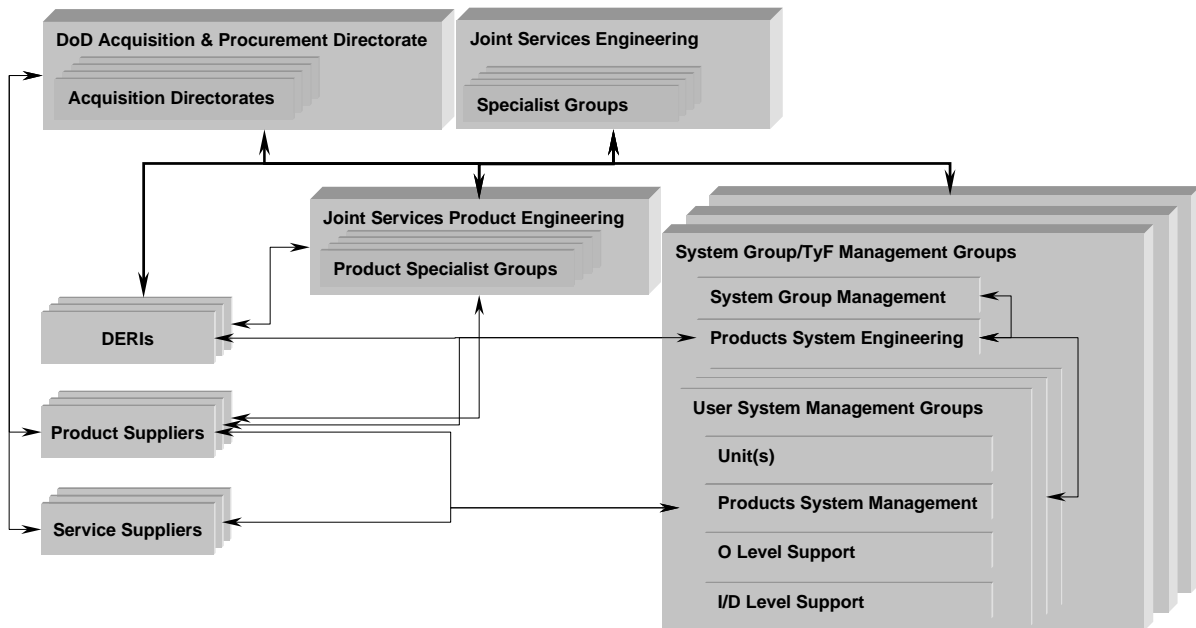 DoD Acquisition & Procurement Directorate
Acquisition Directorates
Joint Services Engineering
Specialist Groups
Joint Services Product Engineering
Product Specialist Groups
System Group/TyF Management Groups
System Group Management
Products System Engineering
DERIs
User System Management Groups
Product Suppliers
Unit(s)
Products System Management
Service Suppliers
O Level Support
I/D Level Support